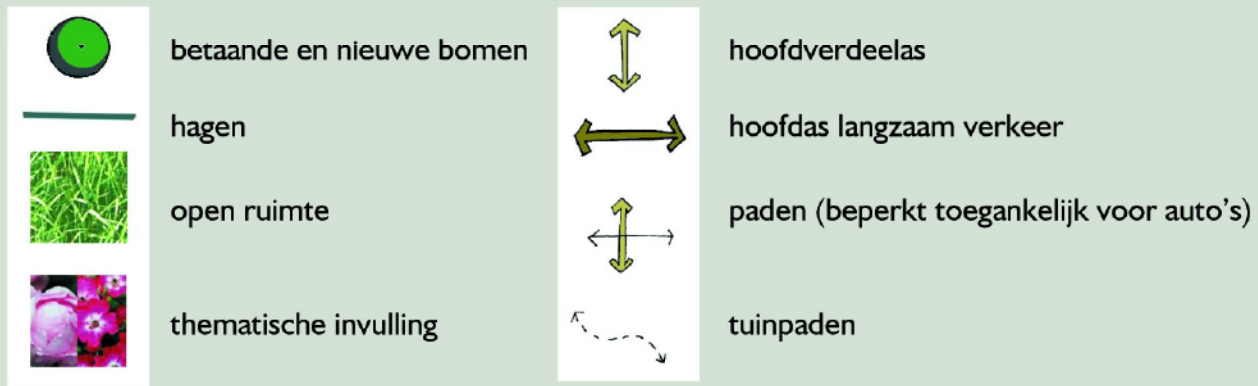 betaande en nieuwe bomen
hagen
open ruimte
thematische invulling
hoofdverdeelas
hoofdas langzaam verkeer
paden (beperkt toegankelijk voor auto's)
tuinpaden